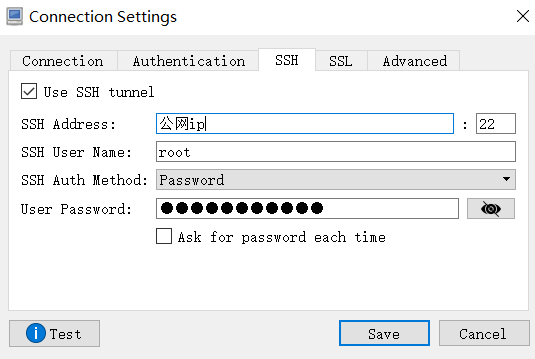 Connection Settings
Connection Authentication SSH SSL Advanced
Use SSH tunnel
SSH Address: 公网ip : 22
SSH User Name: root
SSH Auth Method: Password
User Password: ●●●●●●●●●●●
Ask for password each time
Test Save Cancel